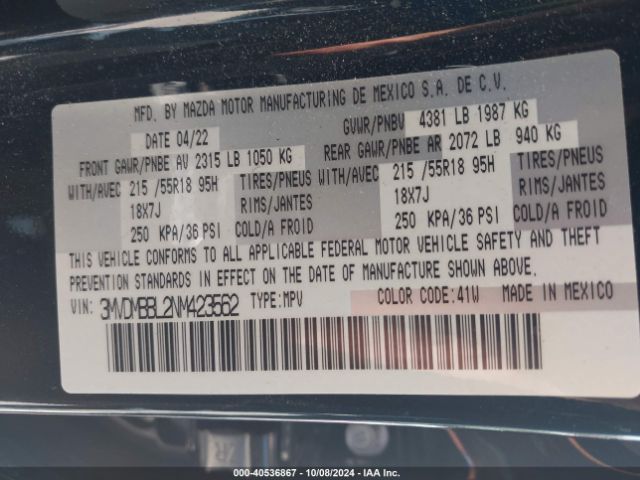 MFD. BY MAZDA MOTOR MANUFACTURING DE MEXICO S.A. DE C.V.
DATE 04/22 GVWR/PNBV 4381 LB 1987 KG
FRONT GAWR/PNBE AV 2315 LB 1050 KG REAR GAWR/PNBE AR 2072 LB 940 KG
WITH/AVEC 215 /55R18 95H TIRES/PNEUS WITH/AVEC 215 /55R18 95H TIRES/PNEUS
18X7J RIMS/JANTES 18X7J RIMS/JANTES
250 KPA/36 PSI COLD/A FROID 250 KPA/36 PSI COLD/A FROID
THIS VEHICLE CONFORMS TO ALL APPLICABLE FEDERAL MOTOR VEHICLE SAFETY AND THEFT
PREVENTION STANDARDS IN EFFECT ON THE DATE OF MANUFACTURE SHOWN ABOVE.
VIN: 3MVDMBBL2NM423562 TYPE:MPV COLOR CODE:41W MADE IN MEXICO
000-40536867 - 10/08/2024 - IAA Inc.